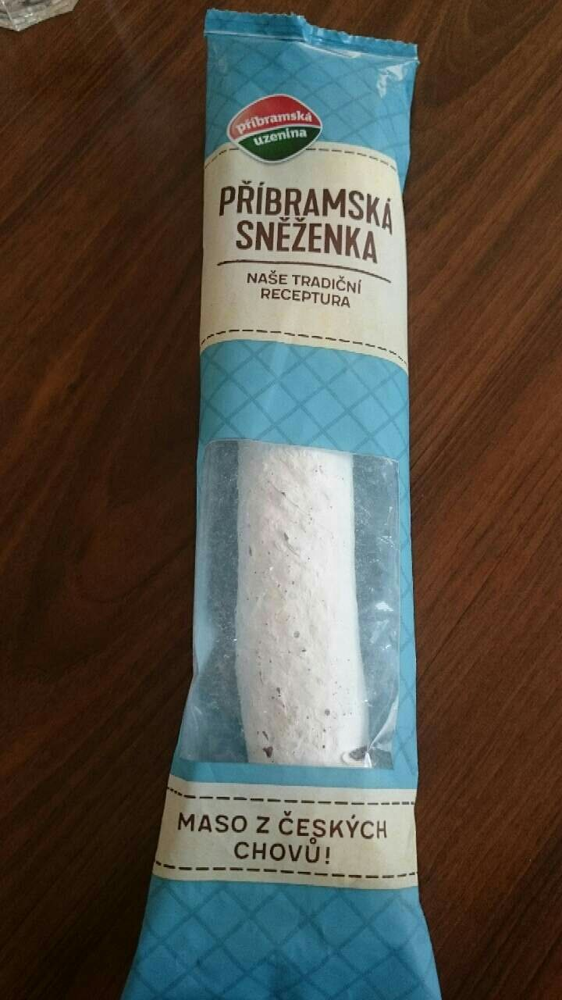 příbramská
uzenina
PŘÍBRAMSKÁ
SNĚŽENKA
NAŠE TRADIČNÍ
RECEPTURA
MASO Z ČESKÝCH
CHOVŮ!